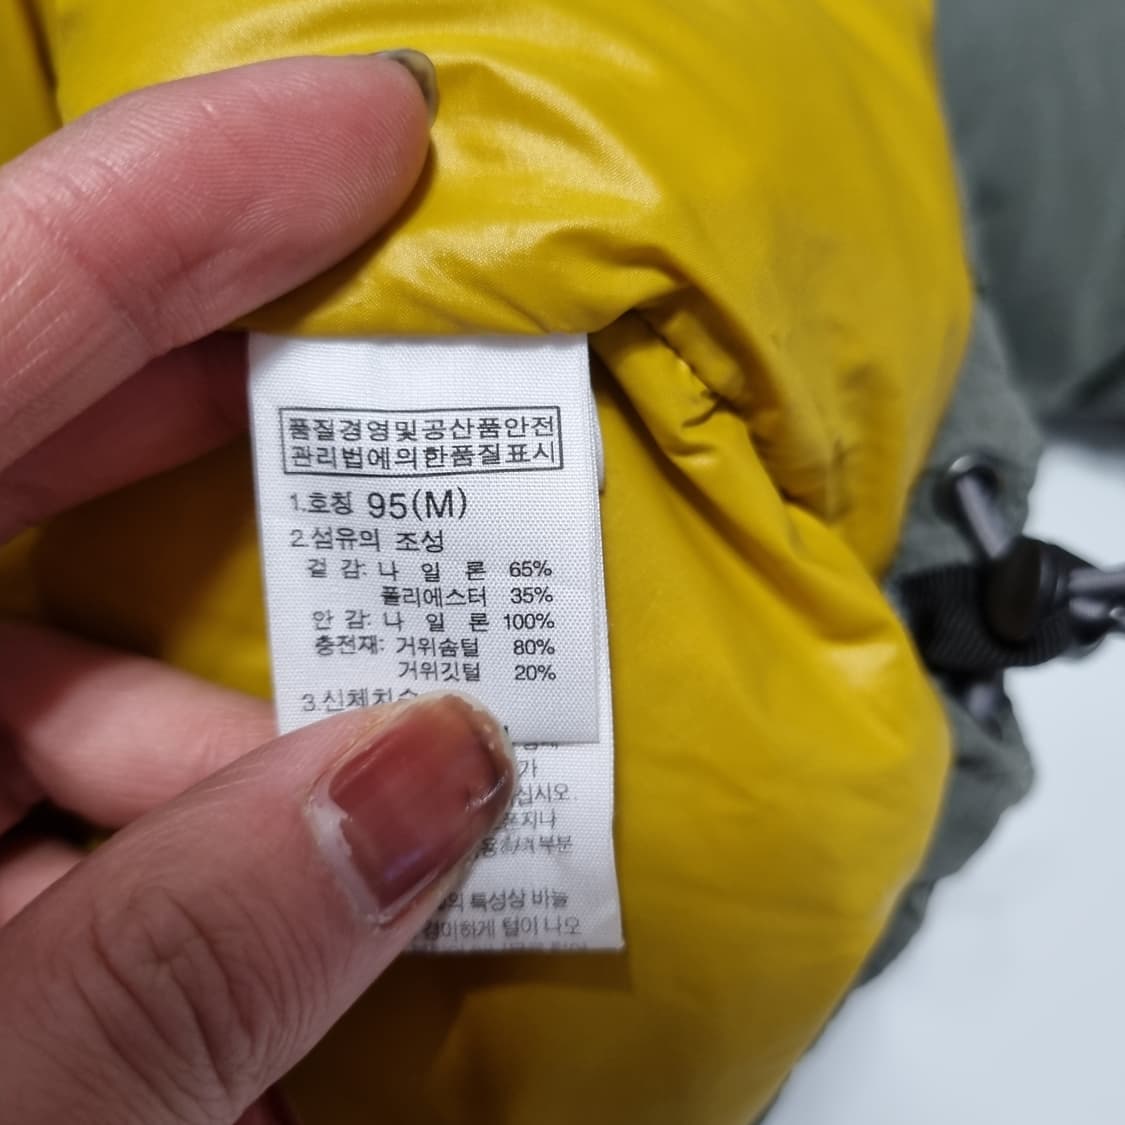 품질경영및공산품안전
관리법에의한품질표시
1.호칭 95(M)
2.섬유의 조성
겉 감: 나 일 론 65%
폴리에스터 35%
안 감: 나 일 론 100%
충전재: 거위솜털 80%
거위깃털 20%
3.신체치수
가
십시오.
특성상 바늘
경미하게 털이 나오